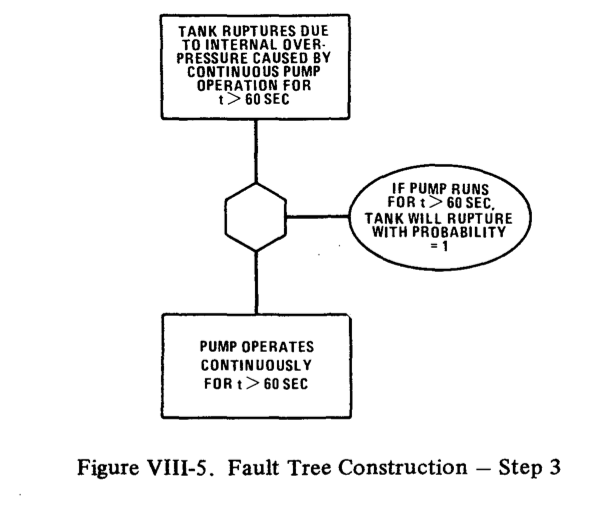 TANK RUPTURES DUE
TO INTERNAL OVER-
PRESSURE CAUSED BY
CONTINUOUS PUMP
OPERATION FOR
t > 60 SEC
IF PUMP RUNS
FOR t > 60 SEC,
TANK WILL RUPTURE
WITH PROBABILITY
= 1
PUMP OPERATES
CONTINUOUSLY
FOR t > 60 SEC
Figure VIII-5. Fault Tree Construction – Step 3